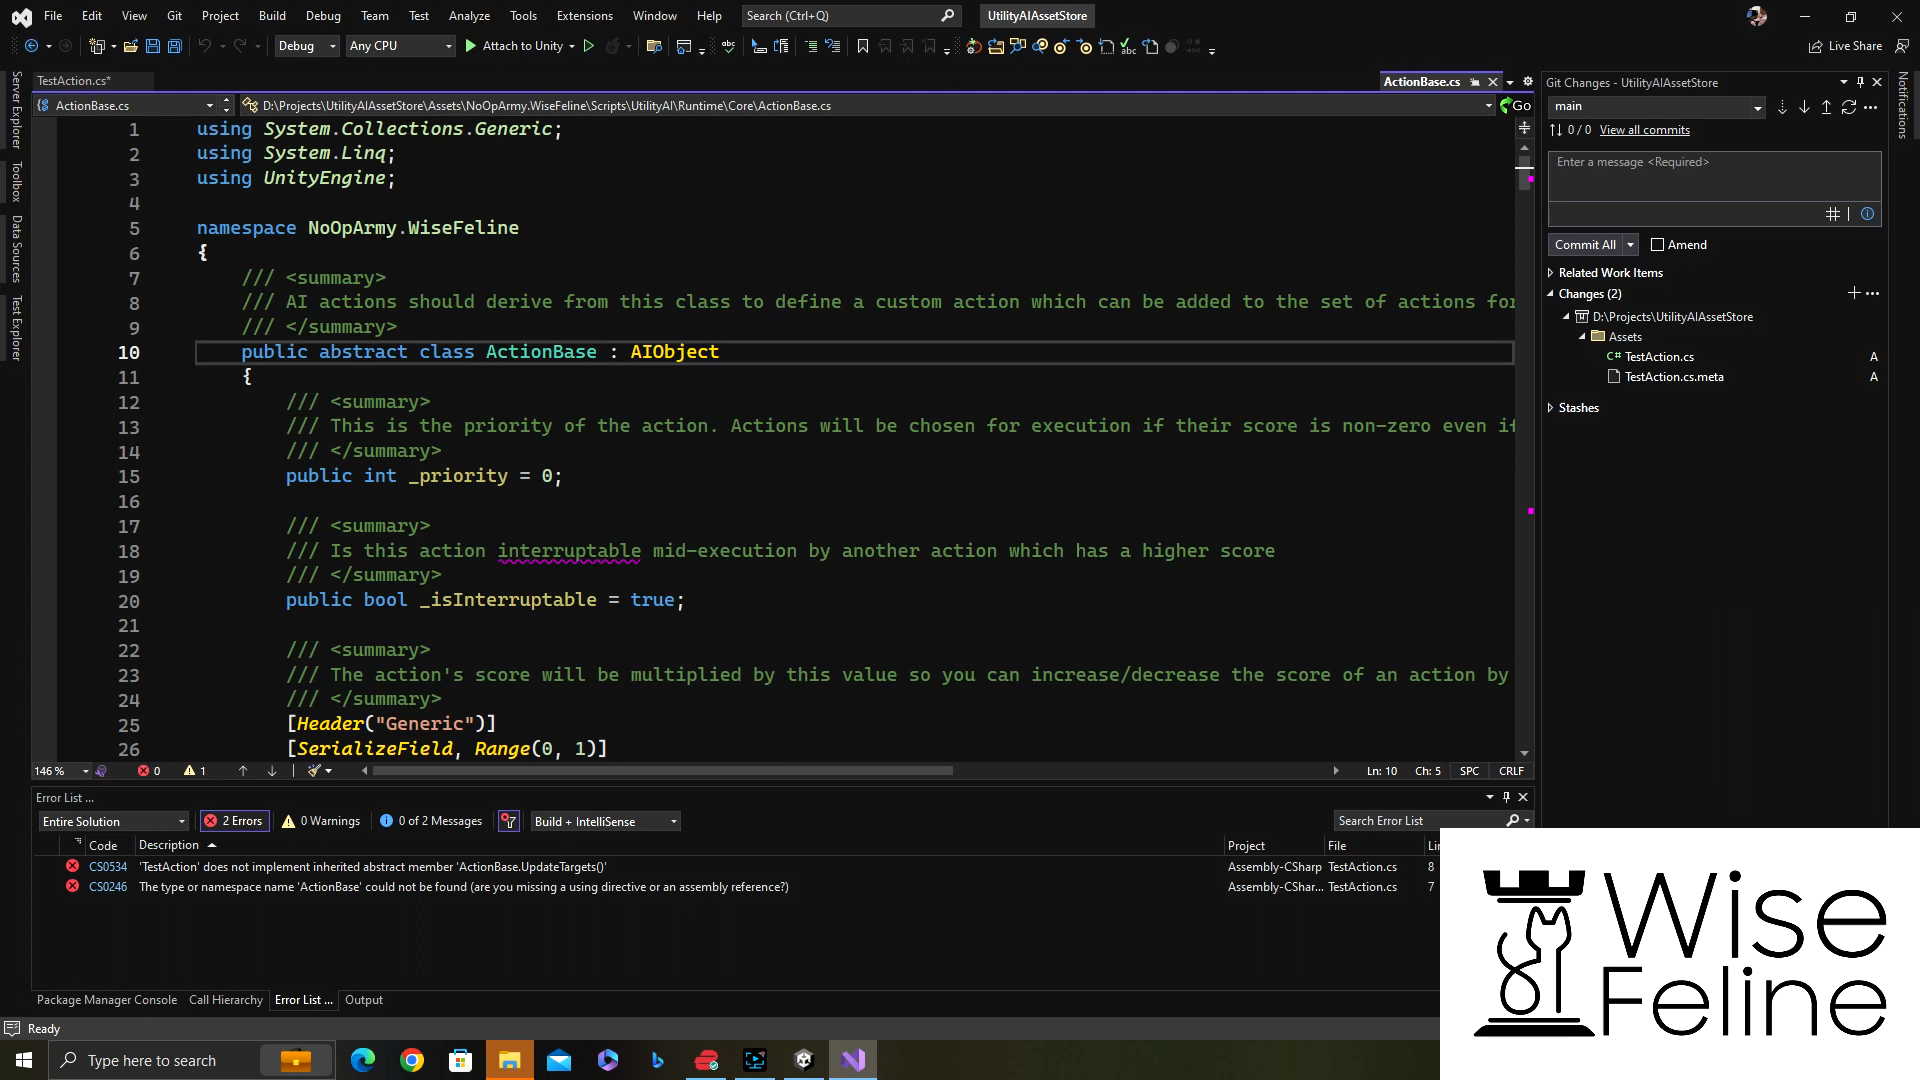 File Edit View Git Project Build Debug Team Test Analyze Tools Extensions Window Help Search (Ctrl+Q) UtilityAIAssetStore
Debug Any CPU Attach to Unity Live Share
TestAction.cs* ActionBase.cs
ActionBase.cs D:\Projects\UtilityAIAssetStore\Assets\NoOpArmy.WiseFeline\Scripts\UtilityAI\Runtime\Core\ActionBase.cs Go
Server Explorer
Toolbox
Data Sources
Test Explorer
1 using System.Collections.Generic;
2 using System.Linq;
3 using UnityEngine;
4
5 namespace NoOpArmy.WiseFeline
6 {
7 /// <summary>
8 /// AI actions should derive from this class to define a custom action which can be added to the set of actions for
9 /// </summary>
10 public abstract class ActionBase : AIObject
11 {
12 /// <summary>
13 /// This is the priority of the action. Actions will be chosen for execution if their score is non-zero even if
14 /// </summary>
15 public int _priority = 0;
16
17 /// <summary>
18 /// Is this action interruptable mid-execution by another action which has a higher score
19 /// </summary>
20 public bool _isInterruptable = true;
21
22 /// <summary>
23 /// The action's score will be multiplied by this value so you can increase/decrease the score of an action by
24 /// </summary>
25 [Header("Generic")]
26 [SerializeField, Range(0, 1)]
146 % 0 1 Ln: 10 Ch: 5 SPC CRLF
Git Changes - UtilityAIAssetStore
main
0 / 0 View all commits
Enter a message <Required>
Commit All Amend
Related Work Items
Changes (2)
D:\Projects\UtilityAIAssetStore
Assets
C# TestAction.cs A
TestAction.cs.meta A
Stashes
Notifications
Error List ...
Entire Solution 2 Errors 0 Warnings 0 of 2 Messages Build + IntelliSense Search Error List
Code Description Project File
CS0534 'TestAction' does not implement inherited abstract member 'ActionBase.UpdateTargets()' Assembly-CSharp TestAction.cs 8
CS0246 The type or namespace name 'ActionBase' could not be found (are you missing a using directive or an assembly reference?) Assembly-CShar... TestAction.cs 7
Package Manager Console Call Hierarchy Error List ... Output
Ready
Type here to search
Wise
Feline